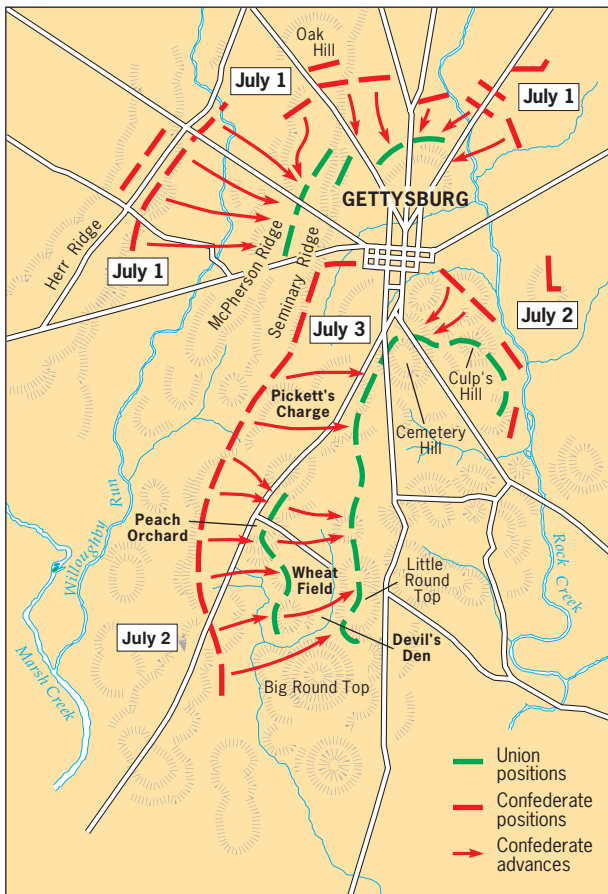 Oak
Hill
July 1
July 1
GETTYSBURG
Herr Ridge
McPherson Ridge
Seminary Ridge
July 1
July 2
July 3
Culp's
Hill
Pickett's
Charge
Cemetery
Hill
Willoughby Run
Peach
Orchard
Rock Creek
Wheat
Field
Little
Round
Top
July 2
Devil's
Den
Marsh Creek
Big Round Top
Union
positions
Confederate
positions
Confederate
advances